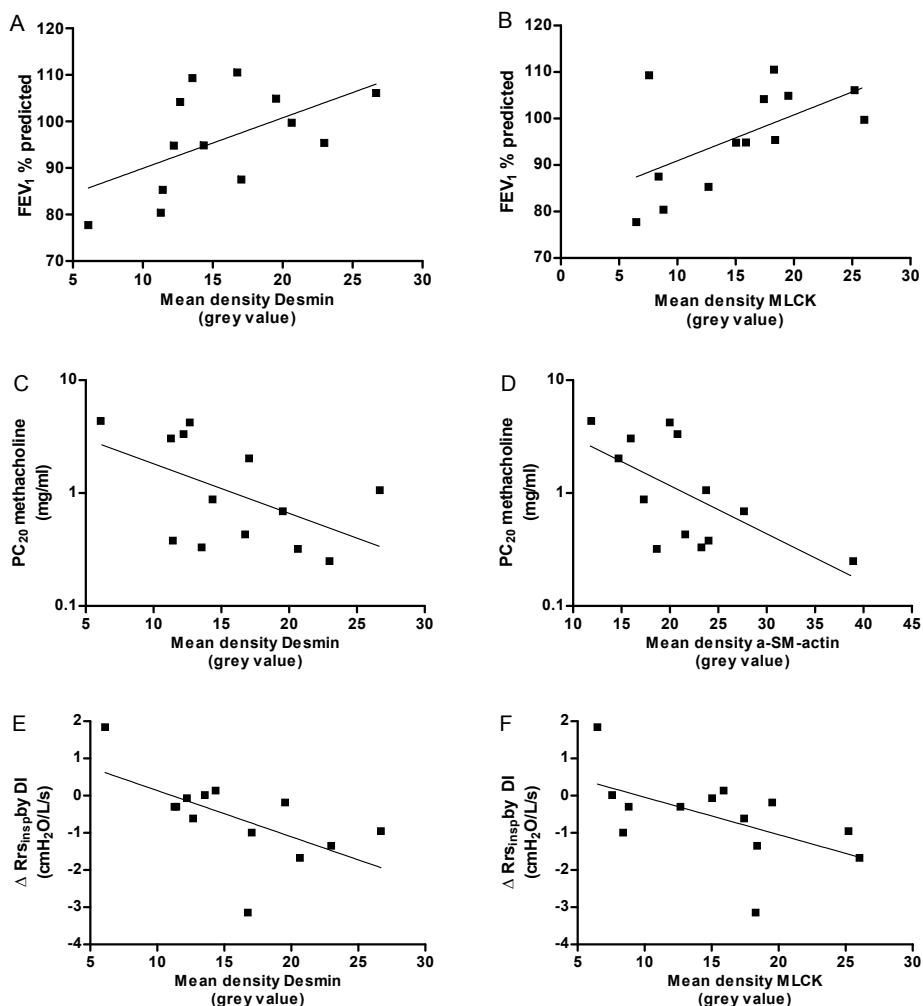 A
FEV1 % predicted
120
110
100
90
80
70
5 10 15 20 25 30
Mean density Desmin
(grey value)
B
FEV1 % predicted
120
110
100
90
80
70
0 5 10 15 20 25 30
Mean density MLCK
(grey value)
C
PC20 methacholine
(mg/ml)
10
1
0.1
5 10 15 20 25 30
Mean density Desmin
(grey value)
D
PC20 methacholine
(mg/ml)
10
1
0.1
10 15 20 25 30 35 40 45
Mean density a-SM-actin
(grey value)
E
Δ Rrsinspby DI
(cmH2O/L/s)
2
1
0
-1
-2
-3
-4
5 10 15 20 25 30
Mean density Desmin
(grey value)
F
Δ Rrsinspby DI
(cmH2O/L/s)
2
1
0
-1
-2
-3
-4
5 10 15 20 25 30
Mean density MLCK
(grey value)